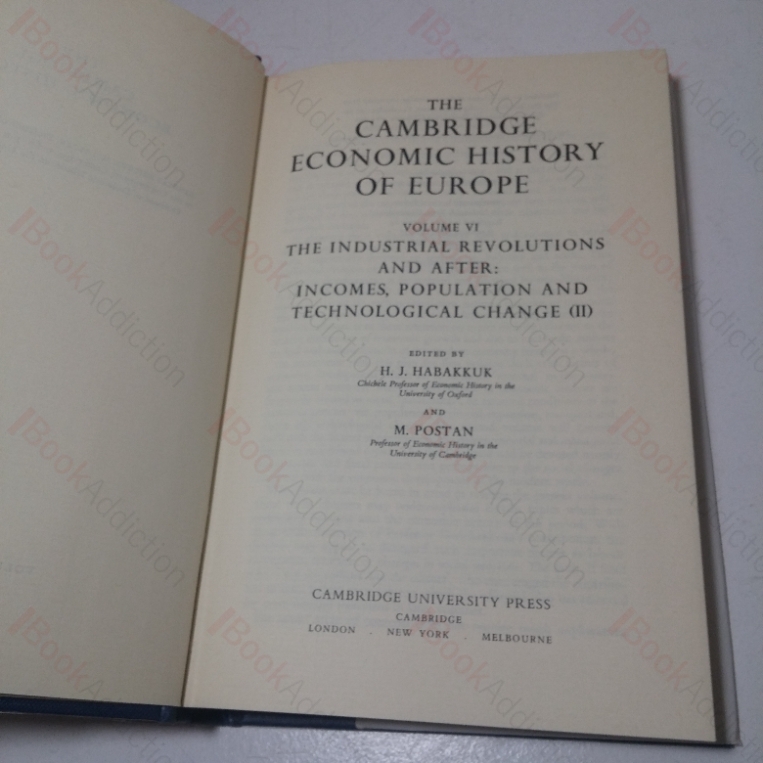 THE
CAMBRIDGE
ECONOMIC HISTORY
OF EUROPE
VOLUME VI
THE INDUSTRIAL REVOLUTIONS
AND AFTER:
INCOMES, POPULATION AND
TECHNOLOGICAL CHANGE (II)
EDITED BY
H. J. HABAKKUK
Chichele Professor of Economic History in the
University of Oxford
AND
M. POSTAN
Professor of Economic History in the
University of Cambridge
CAMBRIDGE UNIVERSITY PRESS
CAMBRIDGE
LONDON . NEW YORK . MELBOURNE
BookAddiction